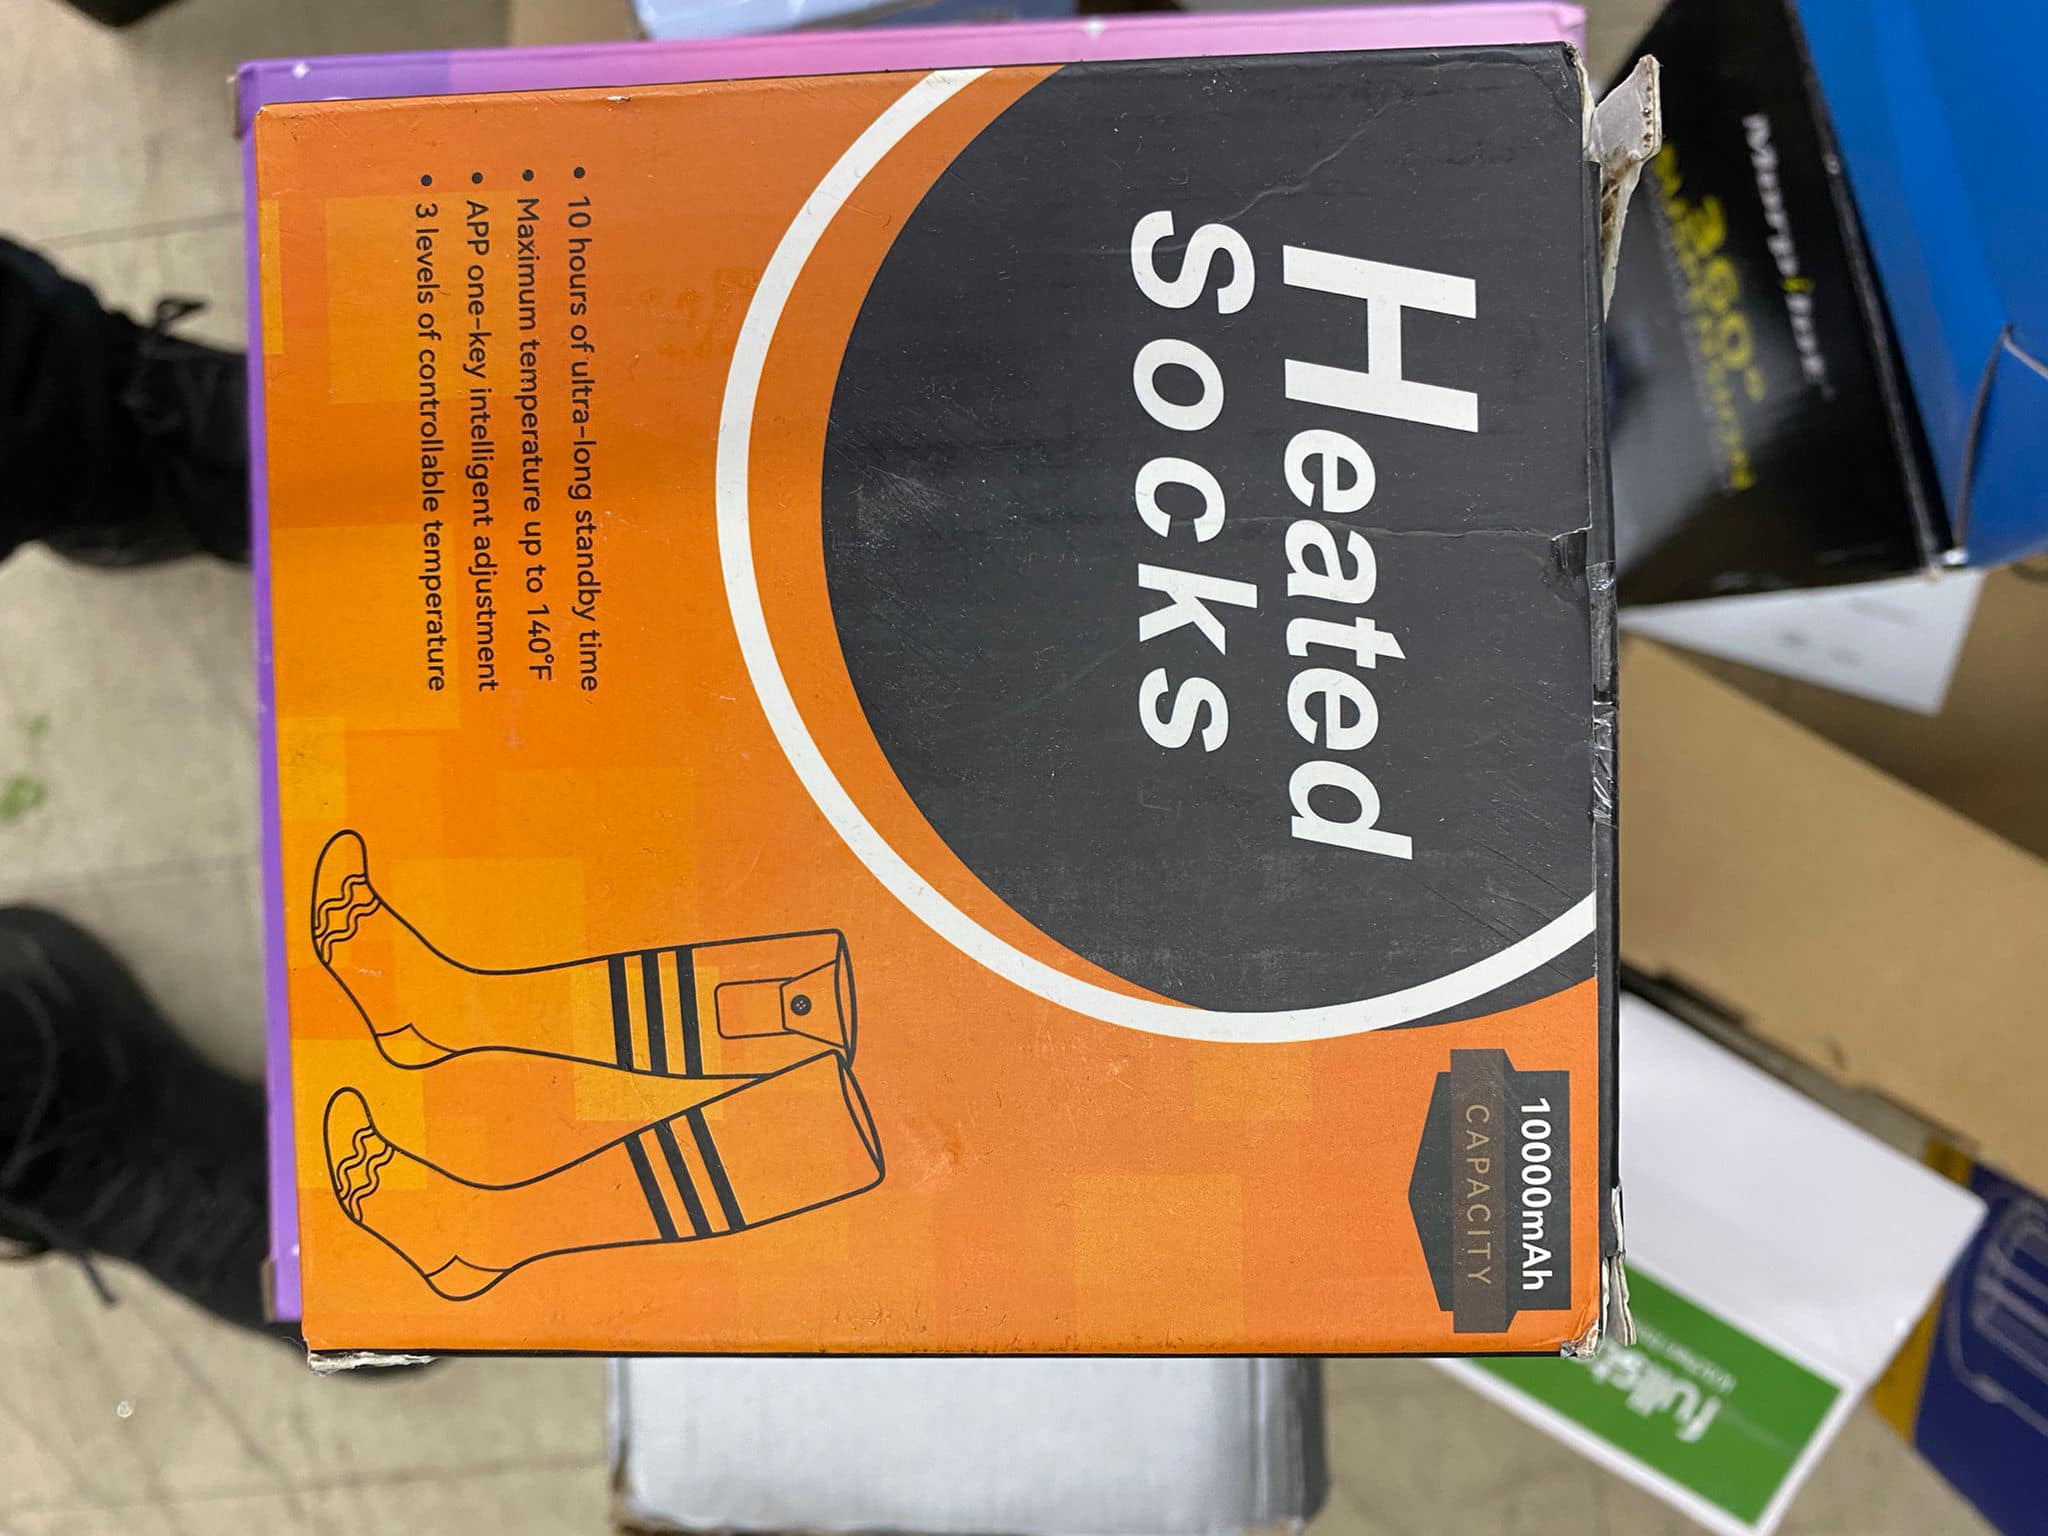 Heated
Socks
10000mAh
CAPACITY
• 10 hours of ultra-long standby time
• Maximum temperature up to 140°F
• APP one-key intelligent adjustment
• 3 levels of controllable temperature
360°